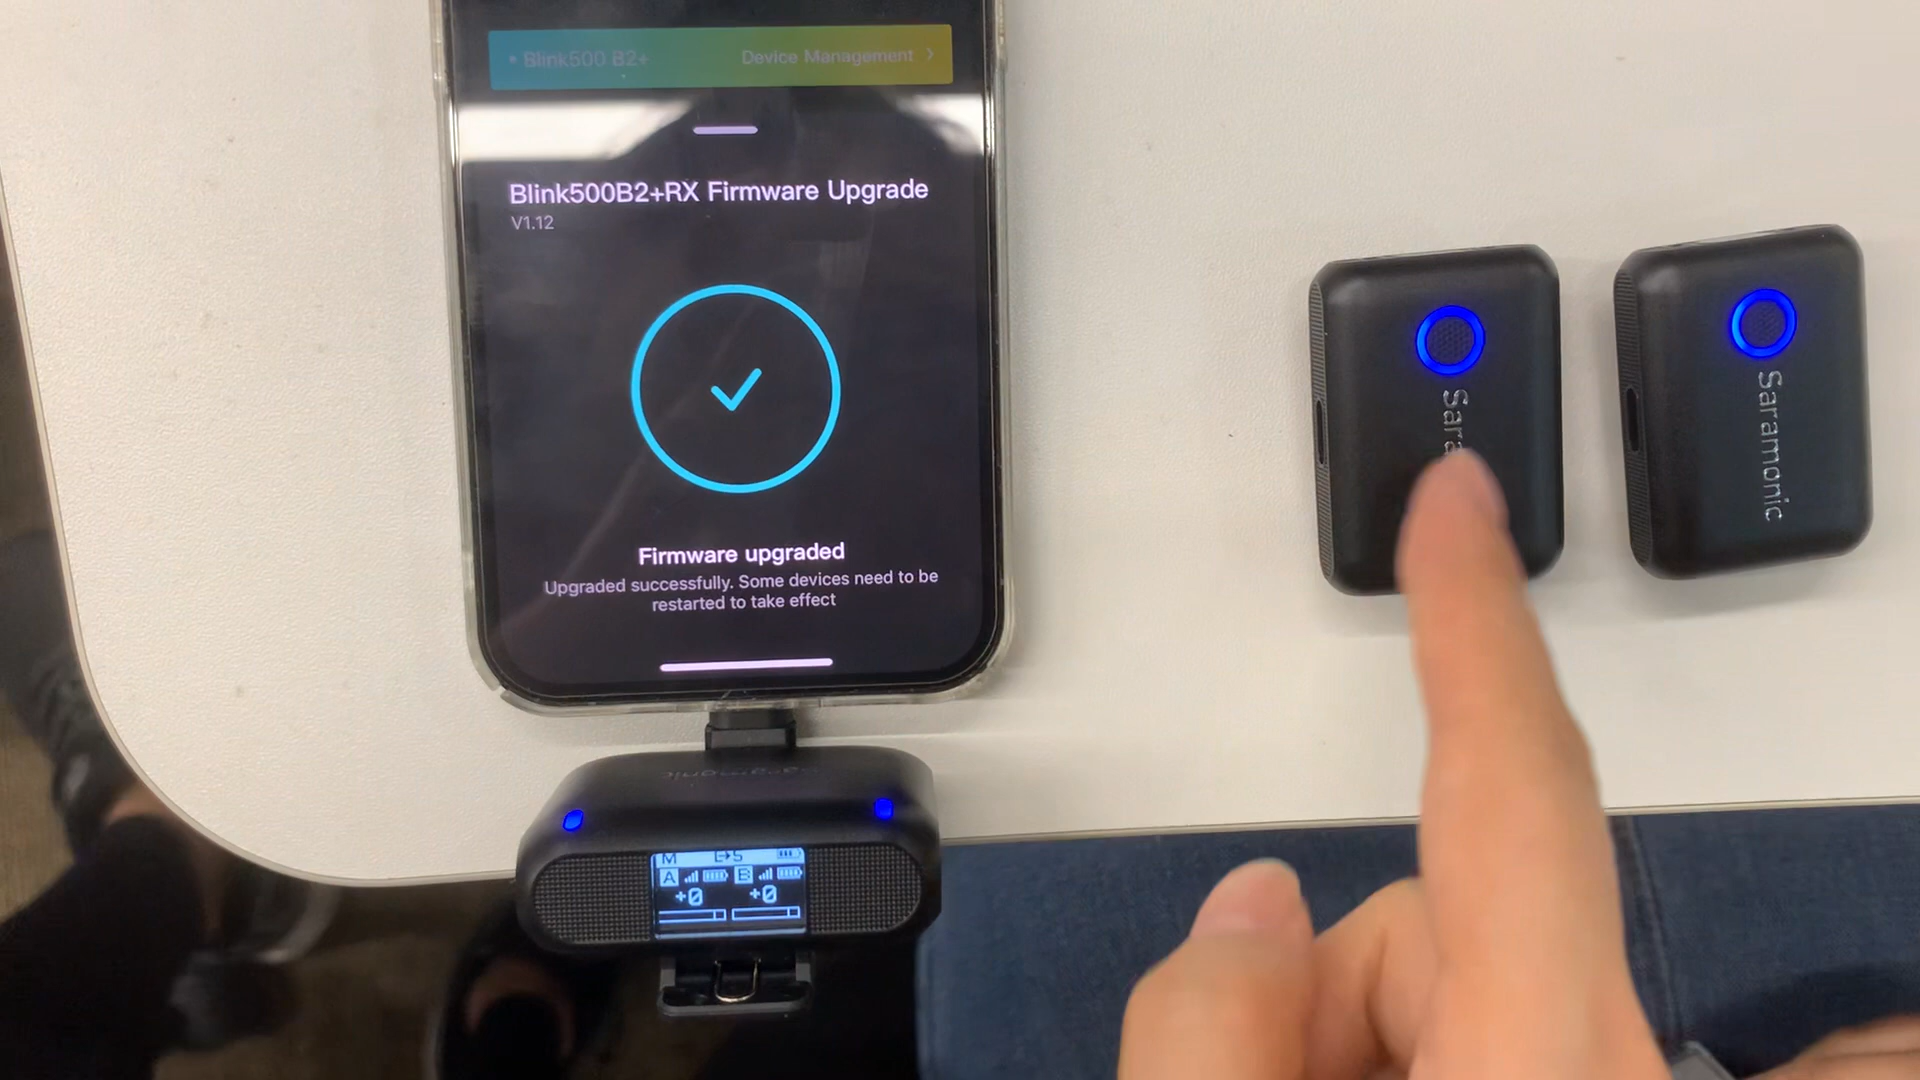 • Blink500 B2+ Device Management >
Blink500B2+RX Firmware Upgrade
V1.12
Firmware upgraded
Upgraded successfully. Some devices need to be
restarted to take effect
Sara
Saramonic
M
A B
+0 +0